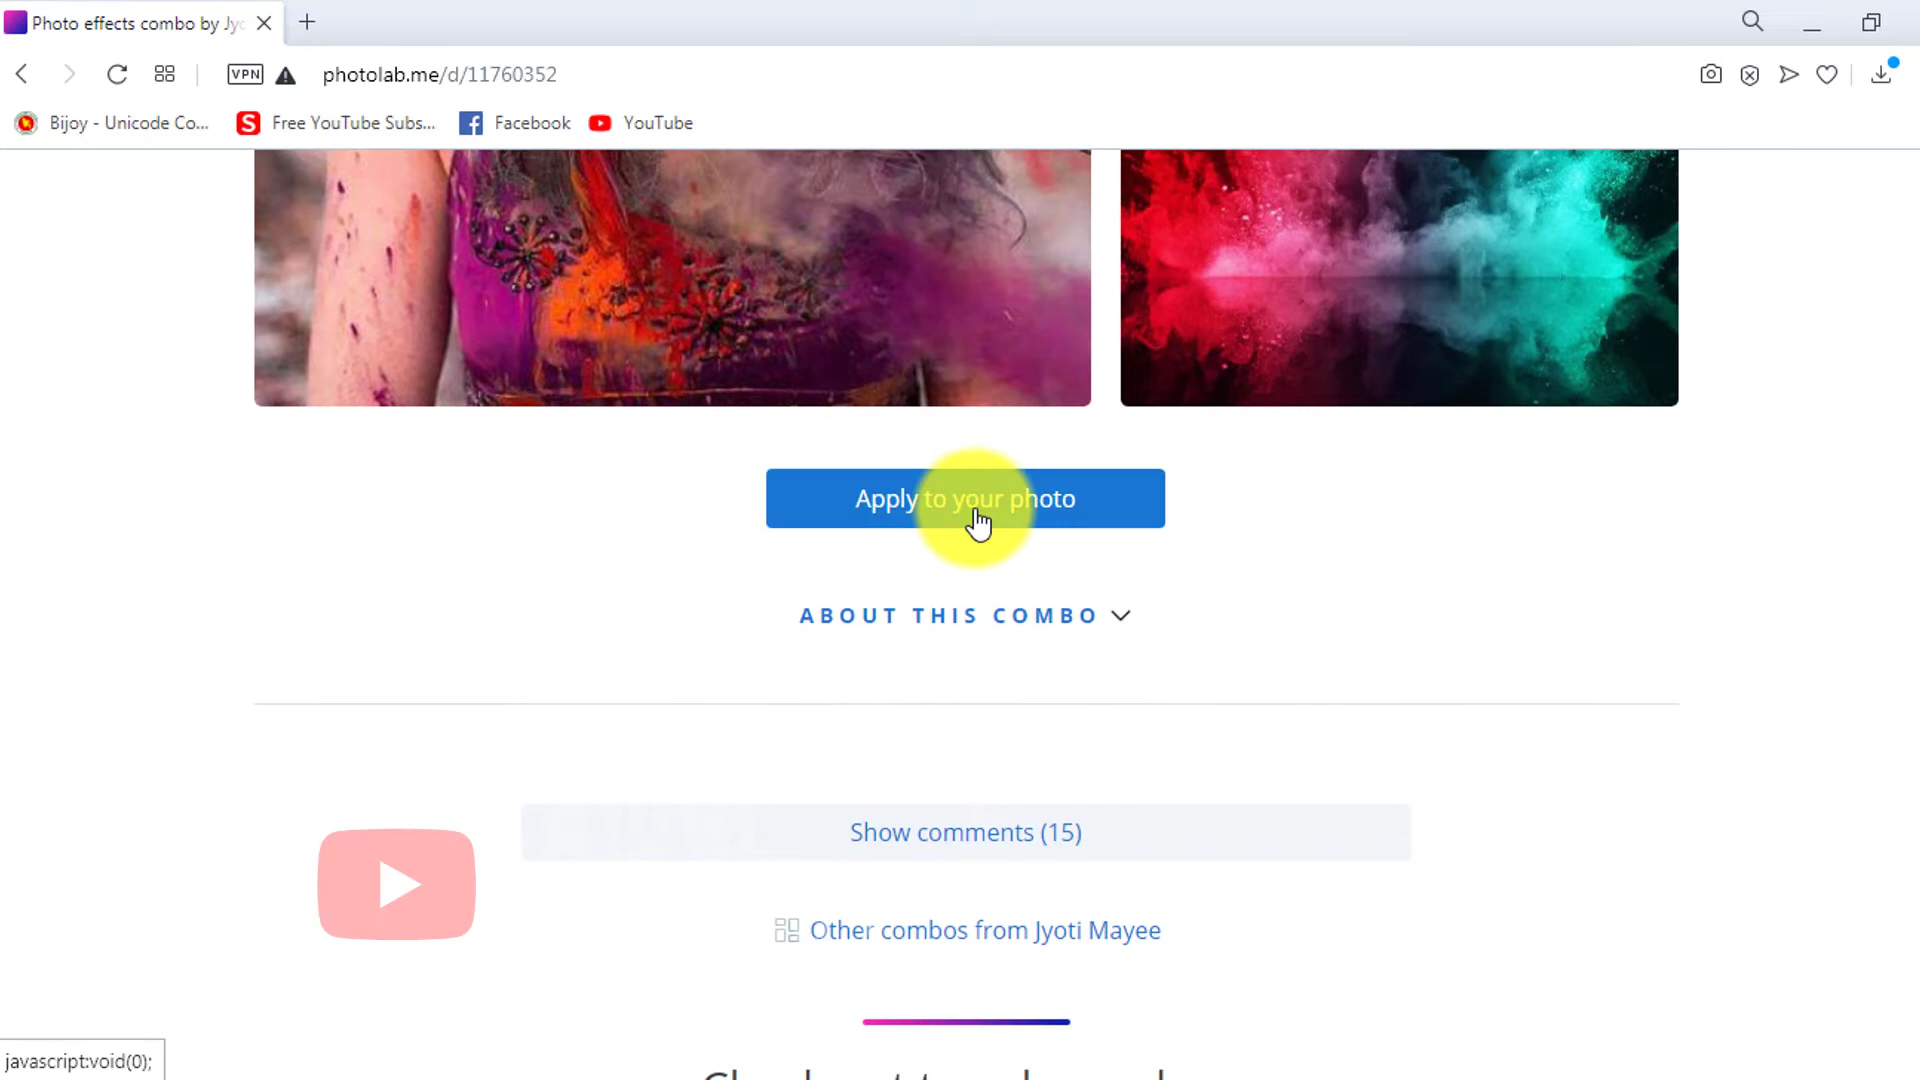 Photo effects combo by Jyo
VPN
photolab.me/d/11760352
Bijoy - Unicode Co...
Free YouTube Subs...
Facebook
YouTube
Apply to your photo
ABOUT THIS COMBO
Show comments (15)
Other combos from Jyoti Mayee
javascript:void(0);